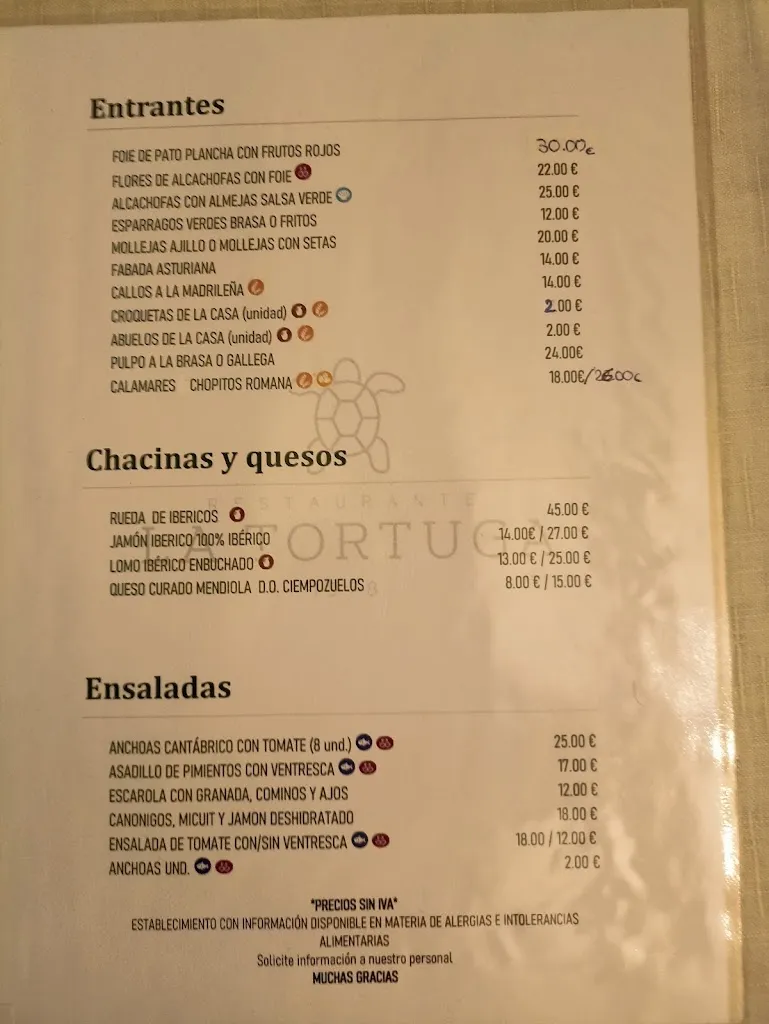 Entrantes
FOIE DE PATO PLANCHA CON FRUTOS ROJOS 30.00€
FLORES DE ALCACHOFAS CON FOIE 22.00 €
ALCACHOFAS CON ALMEJAS SALSA VERDE 25.00 €
ESPARRAGOS VERDES BRASA O FRITOS 12.00 €
MOLLEJAS AJILLO O MOLLEJAS CON SETAS 20.00 €
FABADA ASTURIANA 14.00 €
CALLOS A LA MADRILEÑA 14.00 €
CROQUETAS DE LA CASA (unidad) 2.00 €
ABUELOS DE LA CASA (unidad) 2.00 €
PULPO A LA BRASA O GALLEGA 24.00€
CALAMARES CHOPITOS ROMANA 18.00€/26.00€
Chacinas y quesos
RESTAURANTE
LA TORTUGA
RUEDA DE IBERICOS 45.00 €
JAMÓN IBERICO 100% IBÉRICO 14.00€ / 27.00 €
LOMO IBÉRICO ENBUCHADO 13.00 € / 25.00 €
QUESO CURADO MENDIOLA D.O. CIEMPOZUELOS 8.00 € / 15.00 €
Ensaladas
ANCHOAS CANTÁBRICO CON TOMATE (8 und.) 25.00 €
ASADILLO DE PIMIENTOS CON VENTRESCA 17.00 €
ESCAROLA CON GRANADA, COMINOS Y AJOS 12.00 €
CANONIGOS, MICUIT Y JAMON DESHIDRATADO 18.00 €
ENSALADA DE TOMATE CON/SIN VENTRESCA 18.00 / 12.00 €
ANCHOAS UND. 2.00 €
*PRECIOS SIN IVA*
ESTABLECIMIENTO CON INFORMACIÓN DISPONIBLE EN MATERIA DE ALERGIAS E INTOLERANCIAS
ALIMENTARIAS
Solicite información a nuestro personal
MUCHAS GRACIAS